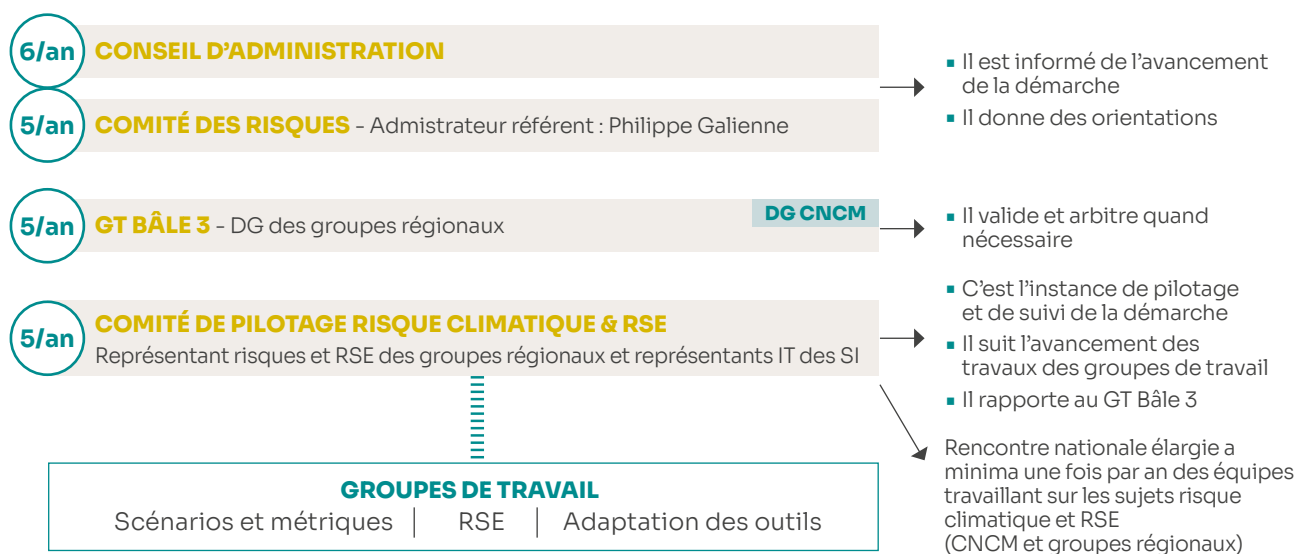 6/an CONSEIL D'ADMINISTRATION
5/an COMITÉ DES RISQUES - Admistrateur référent : Philippe Galienne
▪ Il est informé de l'avancement
de la démarche
▪ Il donne des orientations
5/an GT BÂLE 3 - DG des groupes régionaux
DG CNCM
▪ Il valide et arbitre quand
nécessaire
5/an COMITÉ DE PILOTAGE RISQUE CLIMATIQUE & RSE
Représentant risques et RSE des groupes régionaux et représentants IT des SI
▪ C'est l'instance de pilotage
et de suivi de la démarche
▪ Il suit l'avancement des
travaux des groupes de travail
▪ Il rapporte au GT Bâle 3
Rencontre nationale élargie a
minima une fois par an des équipes
travaillant sur les sujets risque
climatique et RSE
(CNCM et groupes régionaux)
GROUPES DE TRAVAIL
Scénarios et métriques | RSE | Adaptation des outils